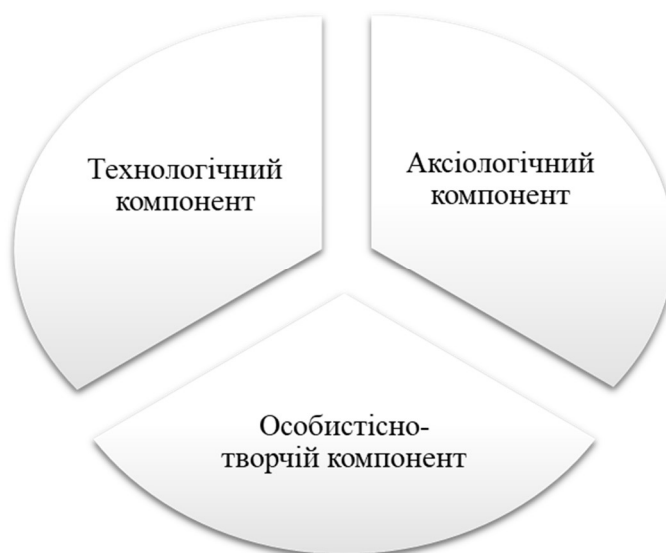 Технологічний
компонент
Аксіологічний
компонент
Особистісно-
творчій компонент